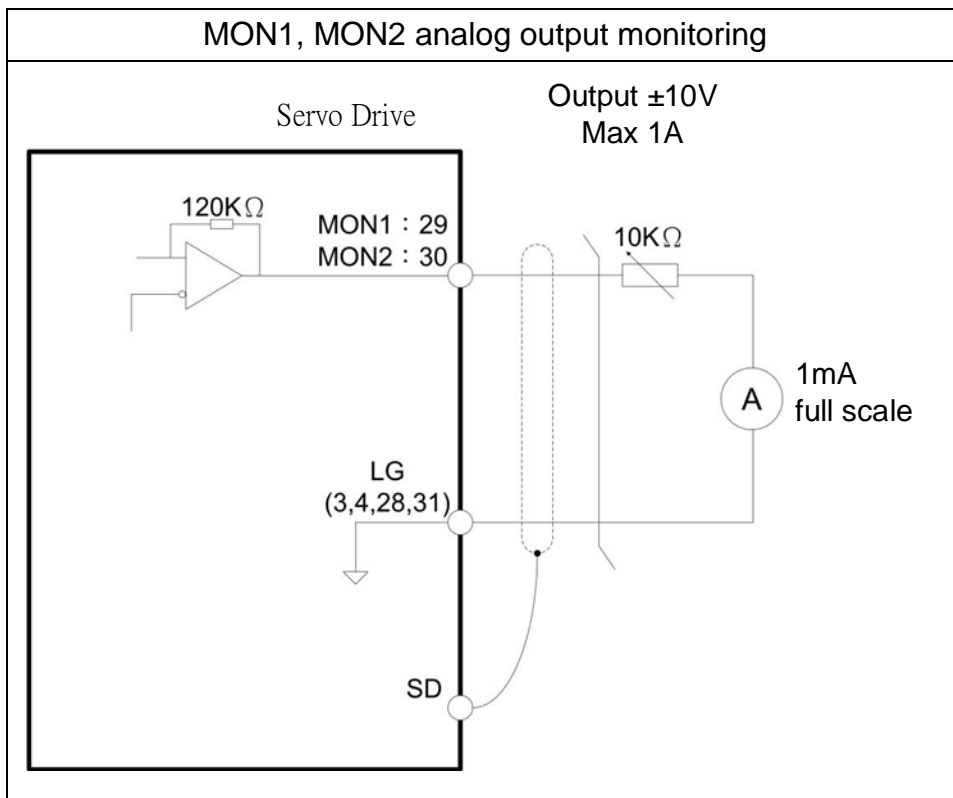 MON1, MON2 analog output monitoring
Servo Drive
Output ±10V
Max 1A
120KΩ
MON1：29
MON2：30
10KΩ
A
1mA
full scale
LG
(3,4,28,31)
SD